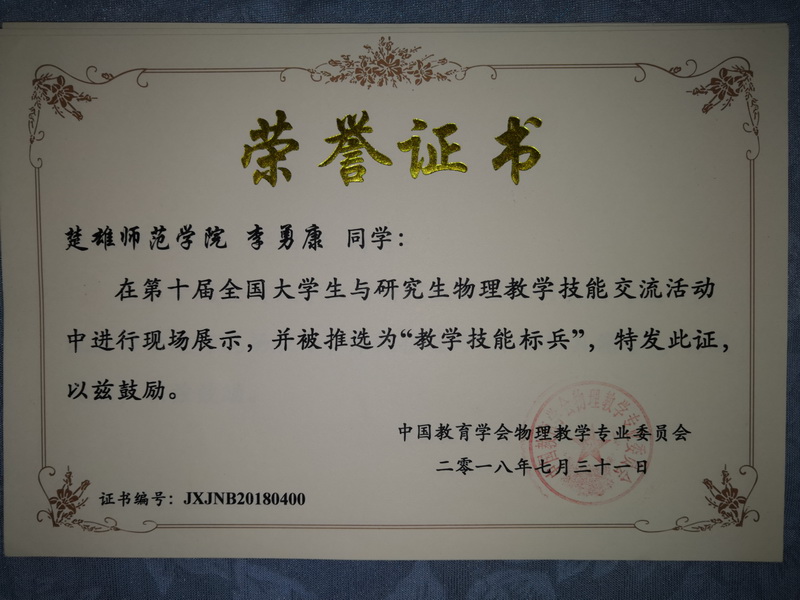 荣誉证书
楚雄师范学院 李勇康 同学：
在第十届全国大学生与研究生物理教学技能交流活动
中进行现场展示，并被推选为“教学技能标兵”，特发此证，
以兹鼓励。
中国教育学会物理教学专业委员会
二零一八年七月三十一日
证书编号：JXJNB20180400